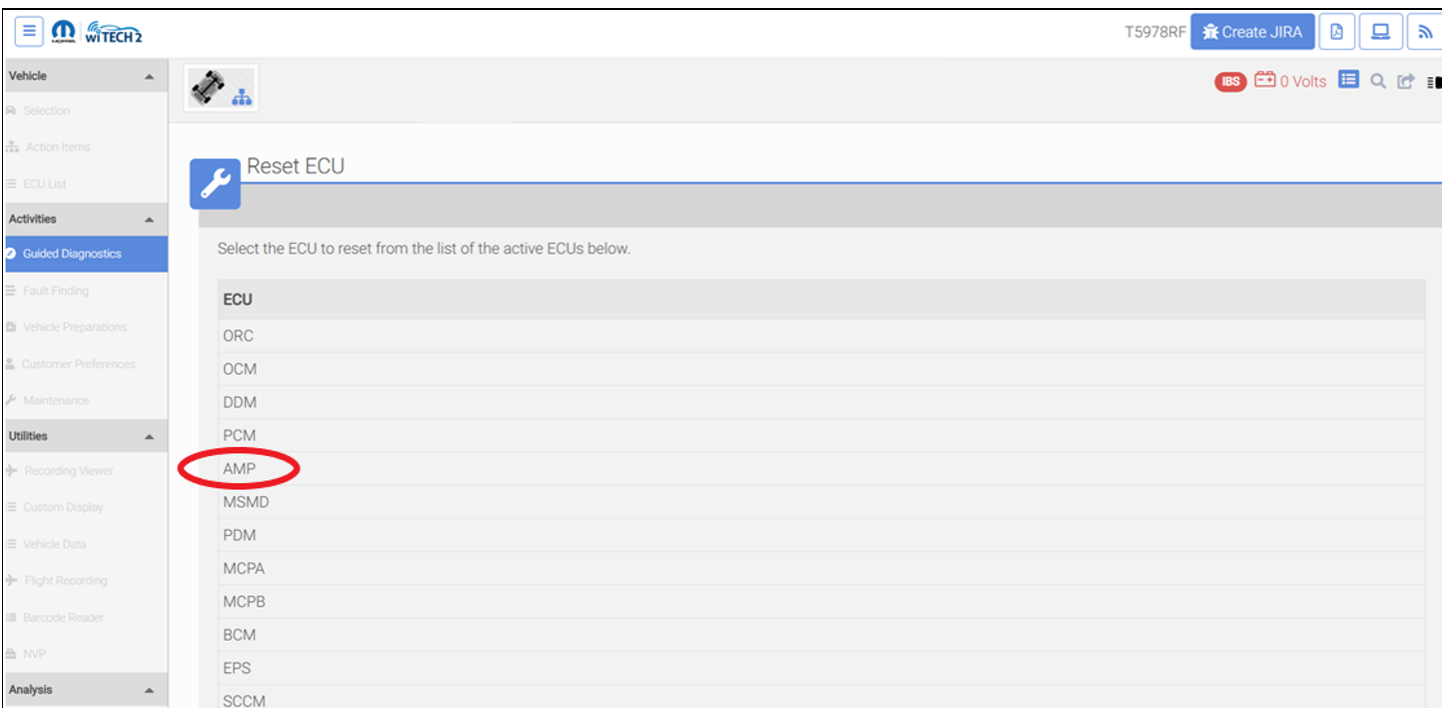 MOPAR wiTECH 2
T5978RF Create JIRA
Vehicle
IBS 0 Volts
Selection
Action Items
ECU List
Activities
Guided Diagnostics
Fault Finding
Vehicle Preparations
Customer Preferences
Maintenance
Utilities
Recording Viewer
Custom Display
Vehicle Data
Flight Recording
Barcode Reader
NVP
Analysis
Reset ECU
Select the ECU to reset from the list of the active ECUs below.
ECU
ORC
OCM
DDM
PCM
AMP
MSMD
PDM
MCPA
MCPB
BCM
EPS
SCCM